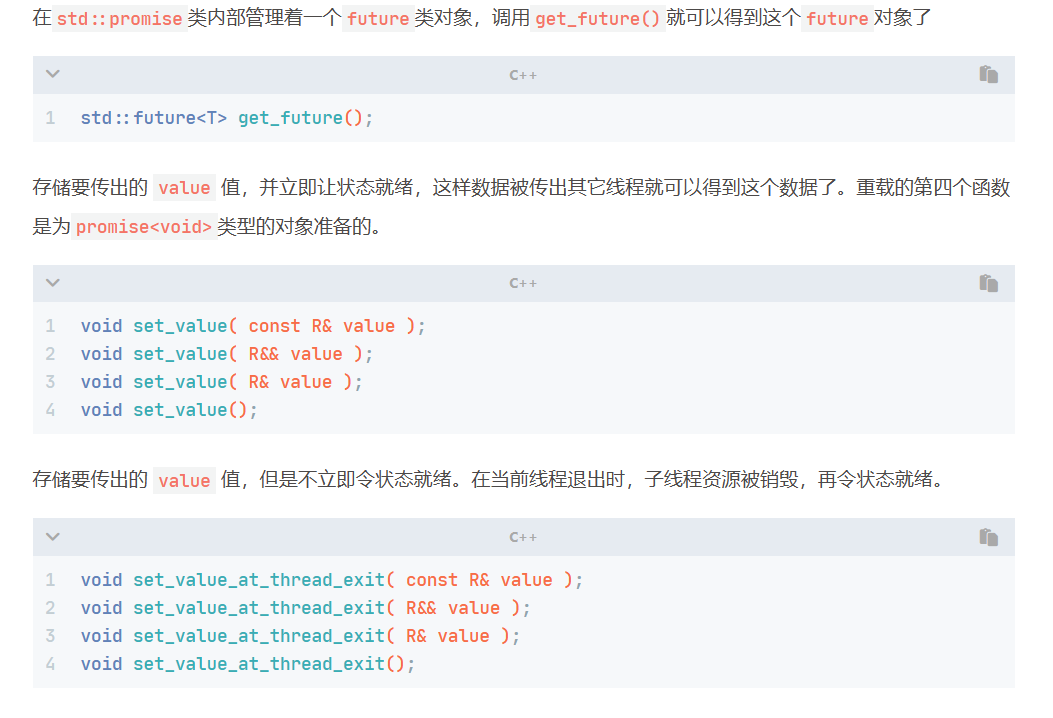 在 std::promise 类内部管理着一个 future 类对象，调用 get_future() 就可以得到这个 future 对象了
C++
1 std::future<T> get_future();
存储要传出的 value 值，并立即让状态就绪，这样数据被传出其它线程就可以得到这个数据了。重载的第四个函数
是为 promise<void> 类型的对象准备的。
C++
1 void set_value( const R& value );
2 void set_value( R&& value );
3 void set_value( R& value );
4 void set_value();
存储要传出的 value 值，但是不立即令状态就绪。在当前线程退出时，子线程资源被销毁，再令状态就绪。
C++
1 void set_value_at_thread_exit( const R& value );
2 void set_value_at_thread_exit( R&& value );
3 void set_value_at_thread_exit( R& value );
4 void set_value_at_thread_exit();